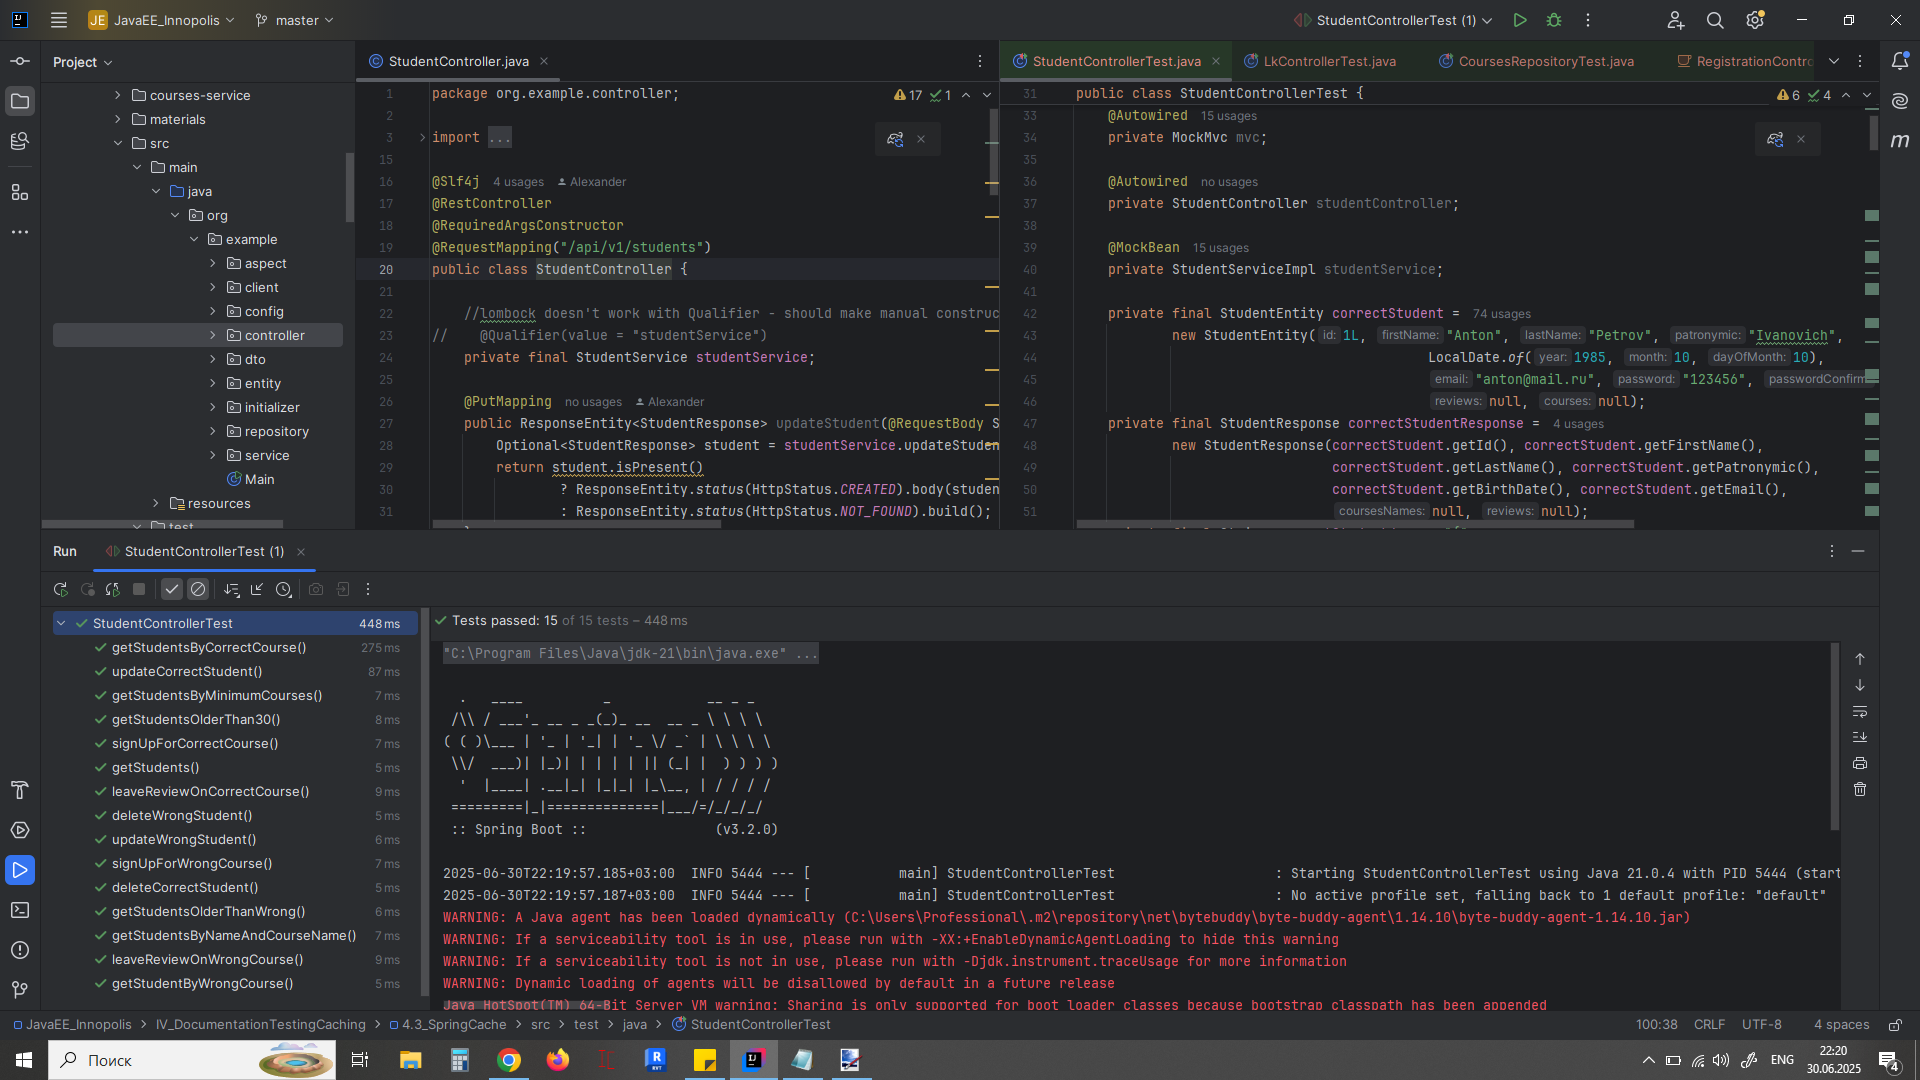 JE JavaEE_Innopolis master StudentControllerTest (1)
Project
courses-service
materials
src
main
java
org
example
aspect
client
config
controller
dto
entity
initializer
repository
service
Main
resources
test
StudentController.java
17 1
1 package org.example.controller;
2
3 import ...
15
16 @Slf4j 4 usages Alexander
17 @RestController
18 @RequiredArgsConstructor
19 @RequestMapping("/api/v1/students")
20 public class StudentController {
21
22 //lombock doesn't work with Qualifier - should make manual construc
23 // @Qualifier(value = "studentService")
24 private final StudentService studentService;
25
26 @PutMapping no usages Alexander
27 public ResponseEntity<StudentResponse> updateStudent(@RequestBody S
28 Optional<StudentResponse> student = studentService.updateStuden
29 return student.isPresent()
30 ? ResponseEntity.status(HttpStatus.CREATED).body(studen
31 : ResponseEntity.status(HttpStatus.NOT_FOUND).build();
StudentControllerTest.java LkControllerTest.java CoursesRepositoryTest.java RegistrationContro
6 4
31 public class StudentControllerTest {
33 @Autowired 15 usages
34 private MockMvc mvc;
35
36 @Autowired no usages
37 private StudentController studentController;
38
39 @MockBean 15 usages
40 private StudentServiceImpl studentService;
41
42 private final StudentEntity correctStudent = 74 usages
43 new StudentEntity( id: 1L, firstName: "Anton", lastName: "Petrov", patronymic: "Ivanovich",
44 LocalDate.of( year: 1985, month: 10, dayOfMonth: 10),
45 email: "anton@mail.ru", password: "123456", passwordConfirm
46 reviews: null, courses: null);
47 private final StudentResponse correctStudentResponse = 4 usages
48 new StudentResponse(correctStudent.getId(), correctStudent.getFirstName(),
49 correctStudent.getLastName(), correctStudent.getPatronymic(),
50 correctStudent.getBirthDate(), correctStudent.getEmail(),
51 coursesNames: null, reviews: null);
Run StudentControllerTest (1)
StudentControllerTest 448 ms
getStudentsByCorrectCourse() 275 ms
updateCorrectStudent() 87 ms
getStudentsByMinimumCourses() 7 ms
getStudentsOlderThan30() 8 ms
signUpForCorrectCourse() 7 ms
getStudents() 5 ms
leaveReviewOnCorrectCourse() 9 ms
deleteWrongStudent() 5 ms
updateWrongStudent() 6 ms
signUpForWrongCourse() 7 ms
deleteCorrectStudent() 5 ms
getStudentsOlderThanWrong() 6 ms
getStudentsByNameAndCourseName() 7 ms
leaveReviewOnWrongCourse() 9 ms
getStudentByWrongCourse() 5 ms
Tests passed: 15 of 15 tests – 448 ms
"C:\Program Files\Java\jdk-21\bin\java.exe" ...
:: Spring Boot :: (v3.2.0)
2025-06-30T22:19:57.185+03:00 INFO 5444 --- [ main] StudentControllerTest : Starting StudentControllerTest using Java 21.0.4 with PID 5444 (start
2025-06-30T22:19:57.187+03:00 INFO 5444 --- [ main] StudentControllerTest : No active profile set, falling back to 1 default profile: "default"
WARNING: A Java agent has been loaded dynamically (C:\Users\Professional\.m2\repository\net\bytebuddy\byte-buddy-agent\1.14.10\byte-buddy-agent-1.14.10.jar)
WARNING: If a serviceability tool is in use, please run with -XX:+EnableDynamicAgentLoading to hide this warning
WARNING: If a serviceability tool is not in use, please run with -Djdk.instrument.traceUsage for more information
WARNING: Dynamic loading of agents will be disallowed by default in a future release
Java HotSpot(TM) 64-Bit Server VM warning: Sharing is only supported for boot loader classes because bootstrap classpath has been appended
JavaEE_Innopolis > IV_DocumentationTestingCaching > 4.3_SpringCache > src > test > java > StudentControllerTest
100:38 CRLF UTF-8 4 spaces
Поиск
ENG
22:20
30.06.2025
4